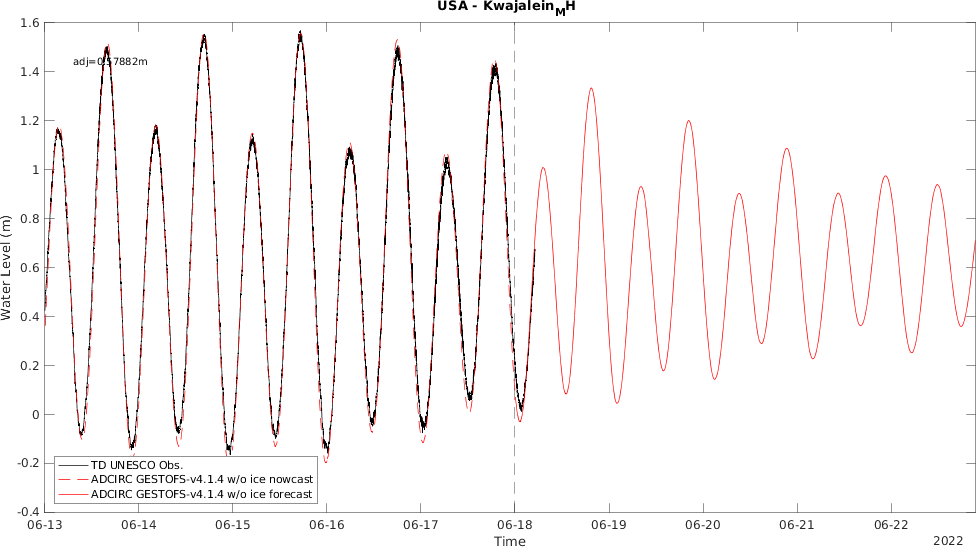 USA - Kwajalein_MH
adj=0.57882m
Water Level (m)
1.6
1.4
1.2
1
0.8
0.6
0.4
0.2
0
-0.2
-0.4
TD UNESCO Obs.
ADCIRC GESTOFS-v4.1.4 w/o ice nowcast
ADCIRC GESTOFS-v4.1.4 w/o ice forecast
06-13 06-14 06-15 06-16 06-17 06-18 06-19 06-20 06-21 06-22
Time
2022